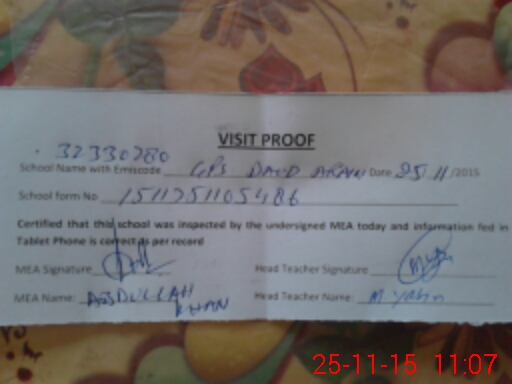 VISIT PROOF
32330780
School Name with Emiscode GPS DAUD ARAIN Date 25 11/2015
School form No 1511251105486
Certified that this school was inspected by the undersigned MEA today and information fed in
Tablet Phone is correct as per record
MEA Signature Head Teacher Signature
MEA Name: ABDULLAH KHAN Head Teacher Name: M Yasin
25-11-15 11:07